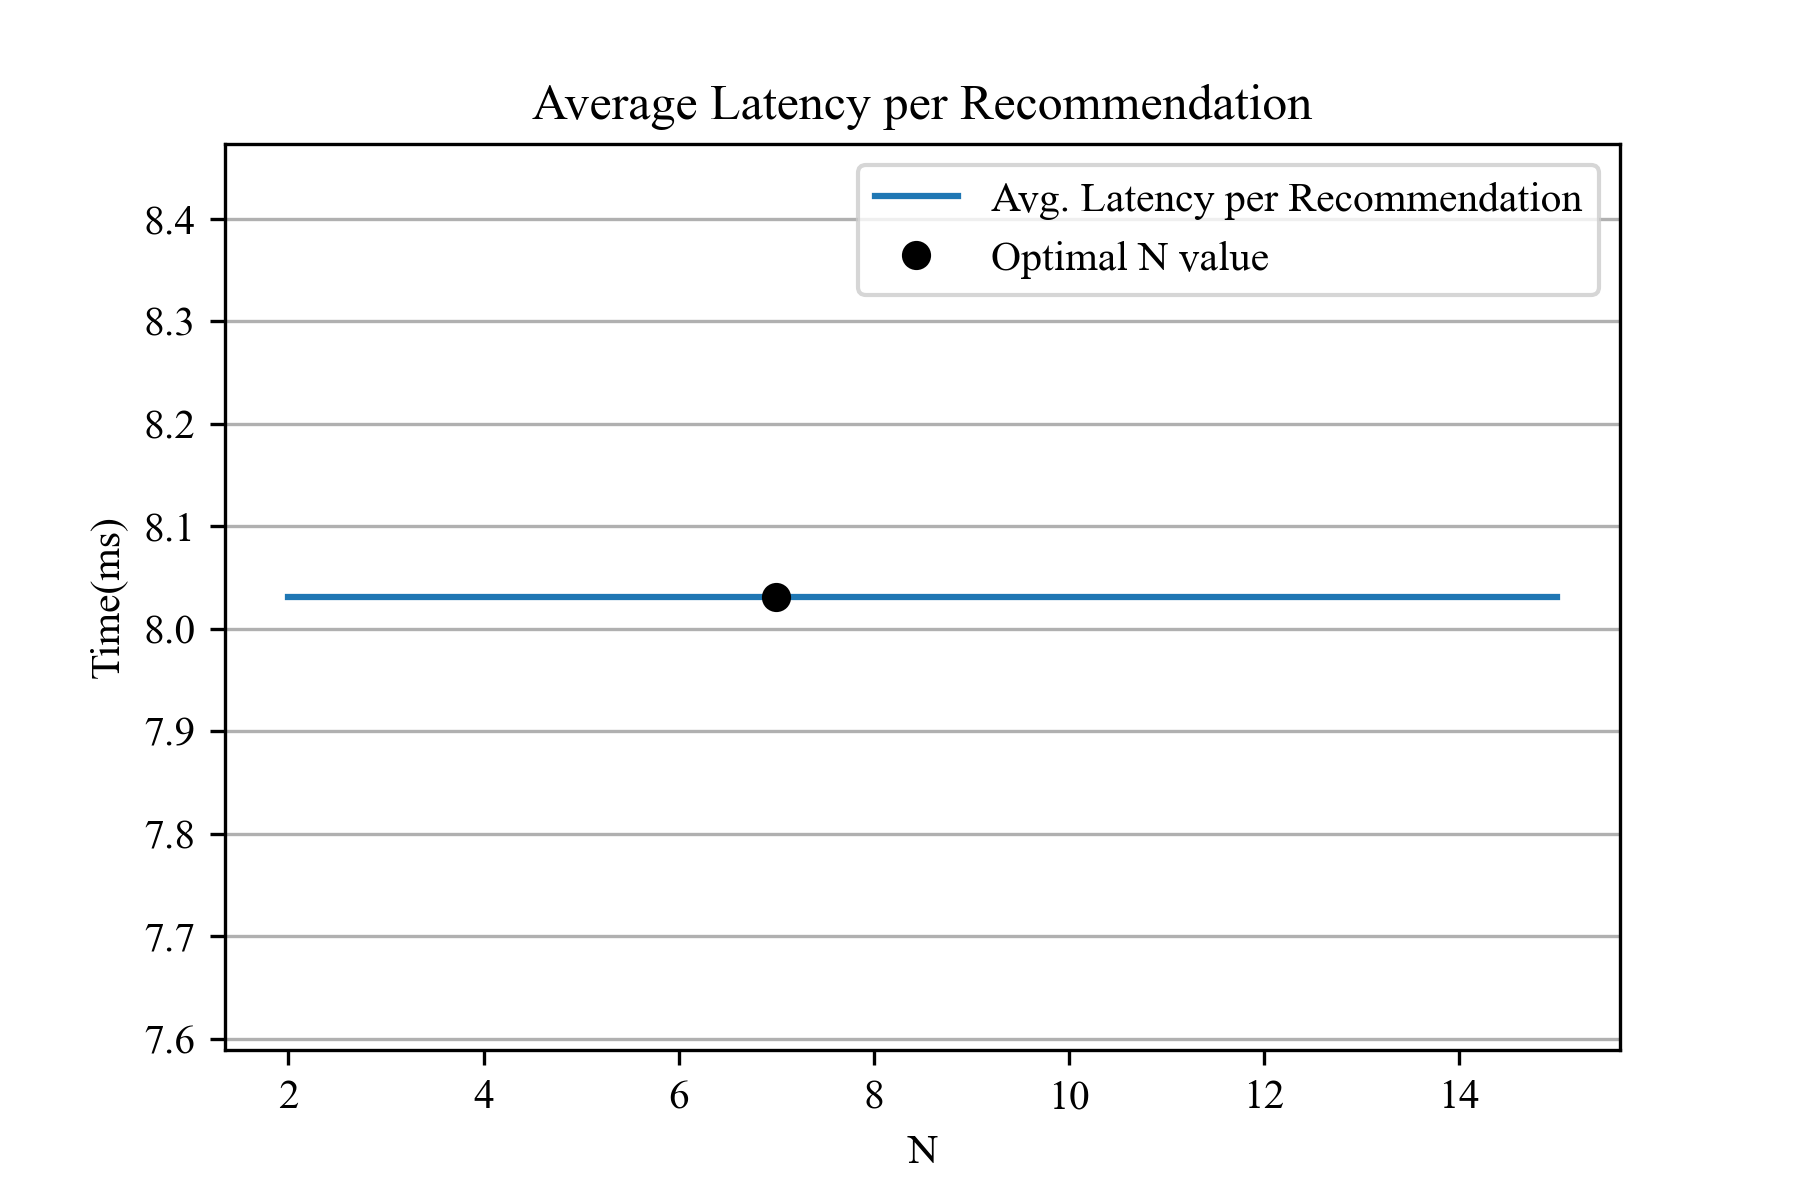 Average Latency per Recommendation
Avg. Latency per Recommendation
Optimal N value
8.4
8.3
8.2
8.1
8.0
7.9
7.8
7.7
7.6
Time(ms)
2 4 6 8 10 12 14
N